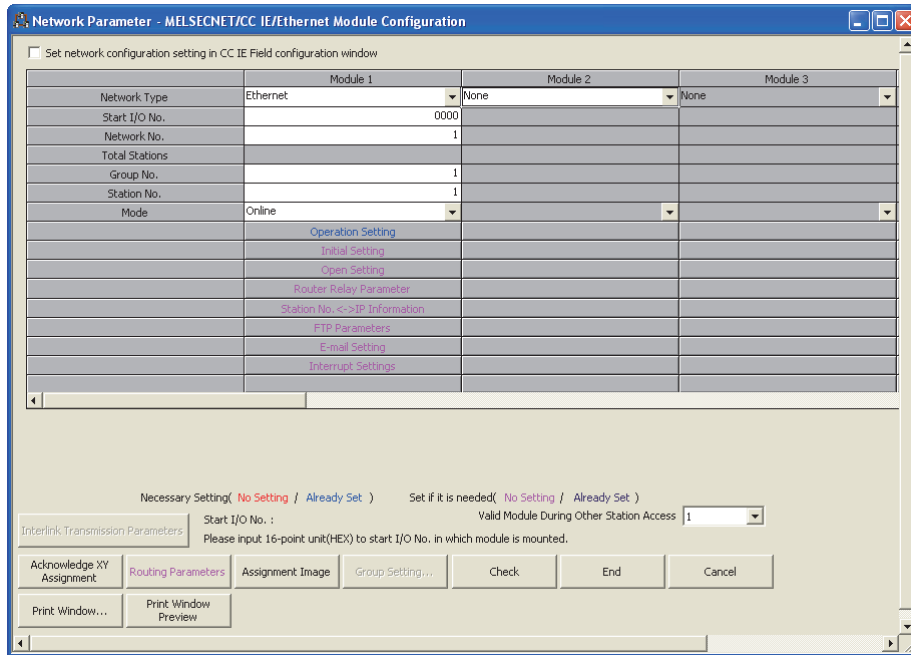 Network Parameter - MELSECNET/CC IE/Ethernet Module Configuration
Set network configuration setting in CC IE Field configuration window
Module 1 Module 2 Module 3
Network Type Ethernet None None
Start I/O No. 0000
Network No. 1
Total Stations
Group No. 1
Station No. 1
Mode Online
Operation Setting
Initial Setting
Open Setting
Router Relay Parameter
Station No.<->IP Information
FTP Parameters
E-mail Setting
Interrupt Settings
Necessary Setting( No Setting / Already Set ) Set if it is needed( No Setting / Already Set )
Interlink Transmission Parameters
Start I/O No. :
Valid Module During Other Station Access 1
Please input 16-point unit(HEX) to start I/O No. in which module is mounted.
Acknowledge XY
Assignment
Routing Parameters
Assignment Image
Group Setting...
Check
End
Cancel
Print Window...
Print Window
Preview